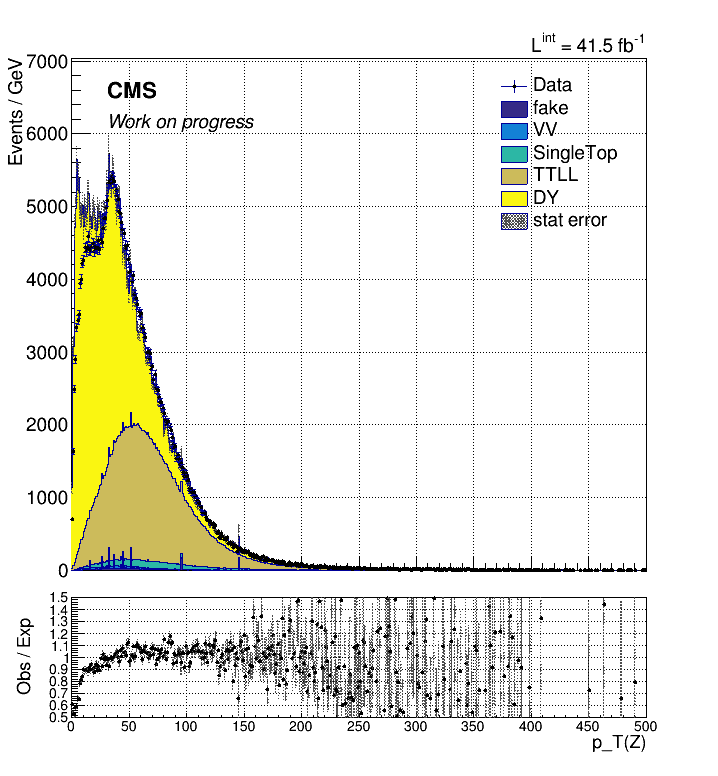 L^int = 41.5 fb^-1
Events / GeV
7000
6000
5000
4000
3000
2000
1000
0
CMS
Work on progress
Data
fake
VV
SingleTop
TTLL
DY
stat error
Obs / Exp
1.5
1.4
1.3
1.2
1.1
1
0.9
0.8
0.7
0.6
0.5
0 50 100 150 200 250 300 350 400 450 500
p_T(Z)